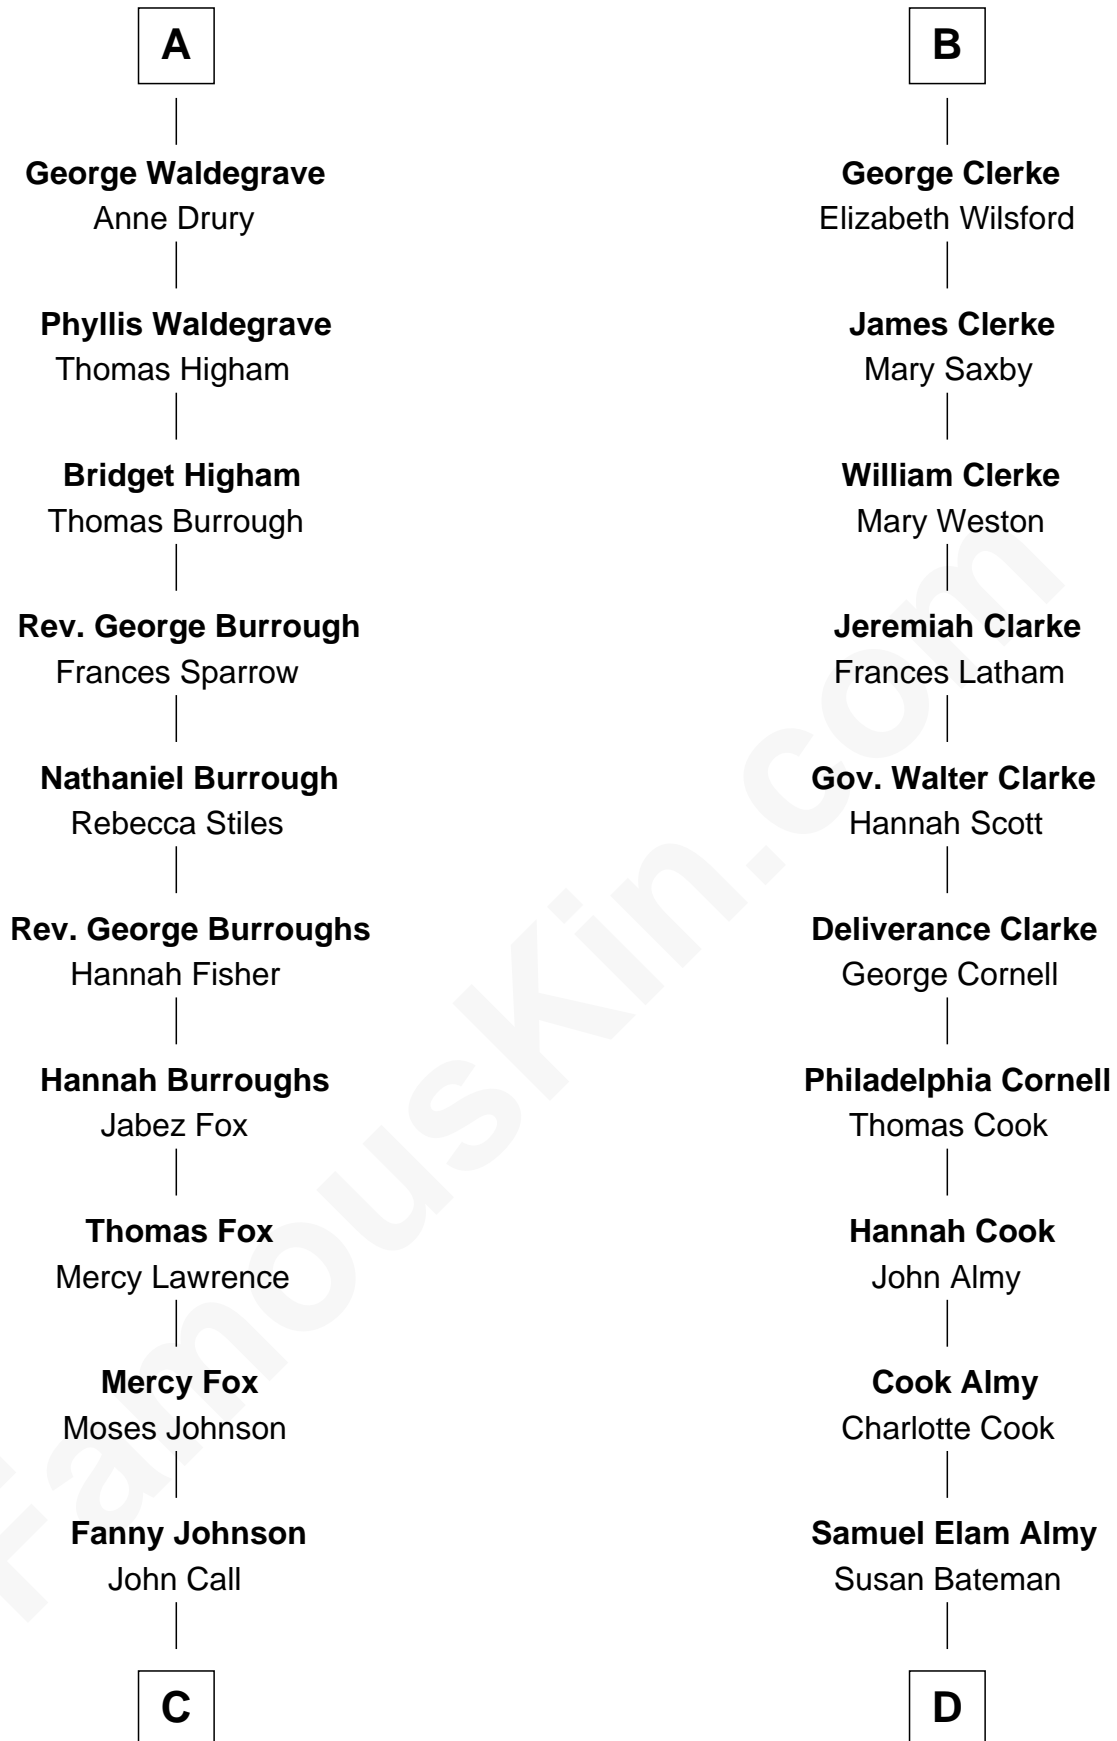 A
George Waldegrave
Anne Drury
Phyllis Waldegrave
Thomas Higham
Bridget Higham
Thomas Burrough
Rev. George Burrough
Frances Sparrow
Nathaniel Burrough
Rebecca Stiles
Rev. George Burroughs
Hannah Fisher
Hannah Burroughs
Jabez Fox
Thomas Fox
Mercy Lawrence
Mercy Fox
Moses Johnson
Fanny Johnson
John Call
C
B
George Clerke
Elizabeth Wilsford
James Clerke
Mary Saxby
William Clerke
Mary Weston
Jeremiah Clarke
Frances Latham
Gov. Walter Clarke
Hannah Scott
Deliverance Clarke
George Cornell
Philadelphia Cornell
Thomas Cook
Hannah Cook
John Almy
Cook Almy
Charlotte Cook
Samuel Elam Almy
Susan Bateman
D
FamousKin.com